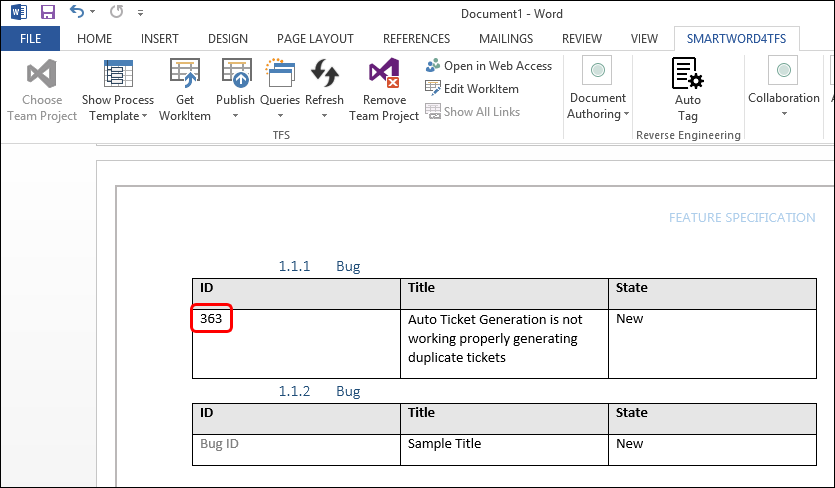 Document1 - Word
FILE HOME INSERT DESIGN PAGE LAYOUT REFERENCES MAILINGS REVIEW VIEW SMARTWORD4TFS
Choose
Team Project
Show Process
Template
Get
WorkItem
Publish
Queries
Refresh
Remove
Team Project
Open in Web Access
Edit WorkItem
Show All Links
TFS
Document
Authoring
Auto
Tag
Reverse Engineering
Collaboration
FEATURE SPECIFICATION
1.1.1 Bug
ID Title State
363 Auto Ticket Generation is not New
working properly generating
duplicate tickets
1.1.2 Bug
ID Title State
Bug ID Sample Title New